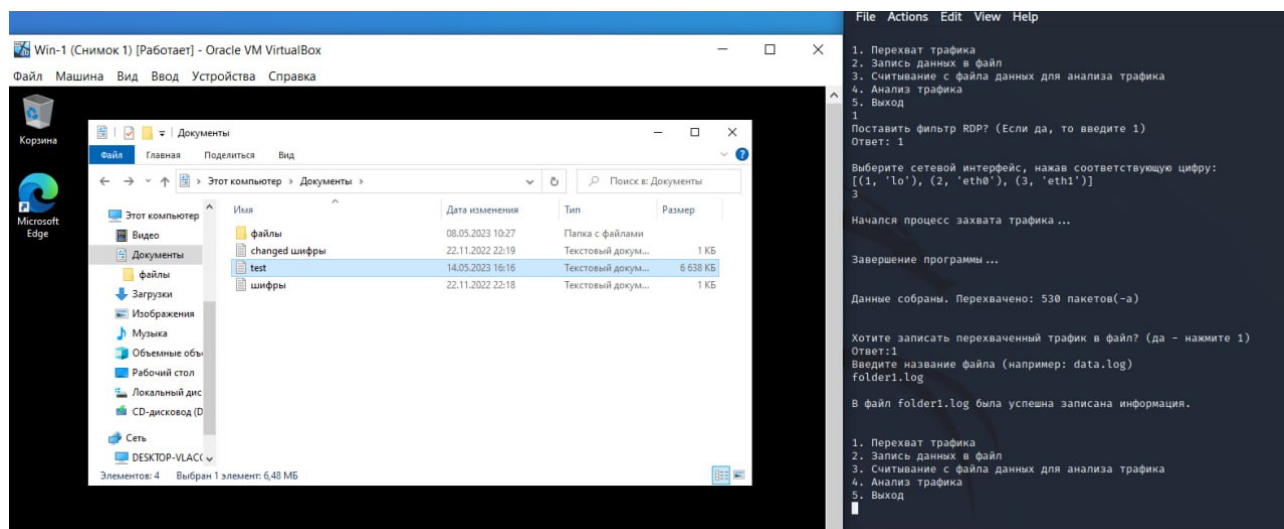 Win-1 (Снимок 1) [Работает] - Oracle VM VirtualBox
Файл Машина Вид Ввод Устройства Справка
Корзина
Microsoft Edge
Документы
Файл Главная Поделиться Вид
Этот компьютер > Документы >
Поиск в: Документы
Этот компьютер
Видео
Документы
файлы
Загрузки
Изображения
Музыка
Объемные объ
Рабочий стол
Локальный дис
CD-дисковод (D
Сеть
DESKTOP-VLAC
Имя Дата изменения Тип Размер
файлы 08.05.2023 10:27 Папка с файлами
changed шифры 22.11.2022 22:19 Текстовый докум... 1 КБ
test 14.05.2023 16:16 Текстовый докум... 6 638 КБ
шифры 22.11.2022 22:18 Текстовый докум... 1 КБ
Элементов: 4 Выбран 1 элемент: 6,48 МБ
File Actions Edit View Help
1. Перехват трафика
2. Запись данных в файл
3. Считывание с файла данных для анализа трафика
4. Анализ трафика
5. Выход
1
Поставить фильтр RDP? (Если да, то введите 1)
Ответ: 1
Выберите сетевой интерфейс, нажав соответствующую цифру:
[(1, 'lo'), (2, 'eth0'), (3, 'eth1')]
3
Начался процесс захвата трафика ...
Завершение программы ...
Данные собраны. Перехвачено: 530 пакетов(-а)
Хотите записать перехваченный трафик в файл? (да - нажмите 1)
Ответ:1
Введите название файла (например: data.log)
folder1.log
В файл folder1.log была успешна записана информация.
1. Перехват трафика
2. Запись данных в файл
3. Считывание с файла данных для анализа трафика
4. Анализ трафика
5. Выход